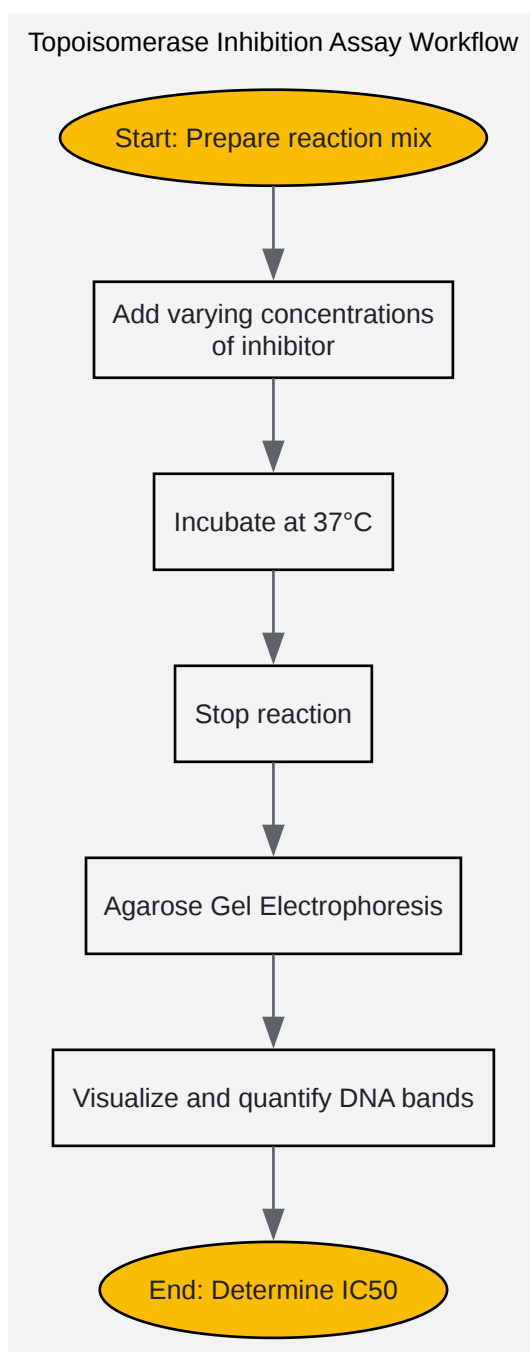 Topoisomerase Inhibition Assay Workflow
Start: Prepare reaction mix
Add varying concentrations
of inhibitor
Incubate at 37°C
Stop reaction
Agarose Gel Electrophoresis
Visualize and quantify DNA bands
End: Determine IC50